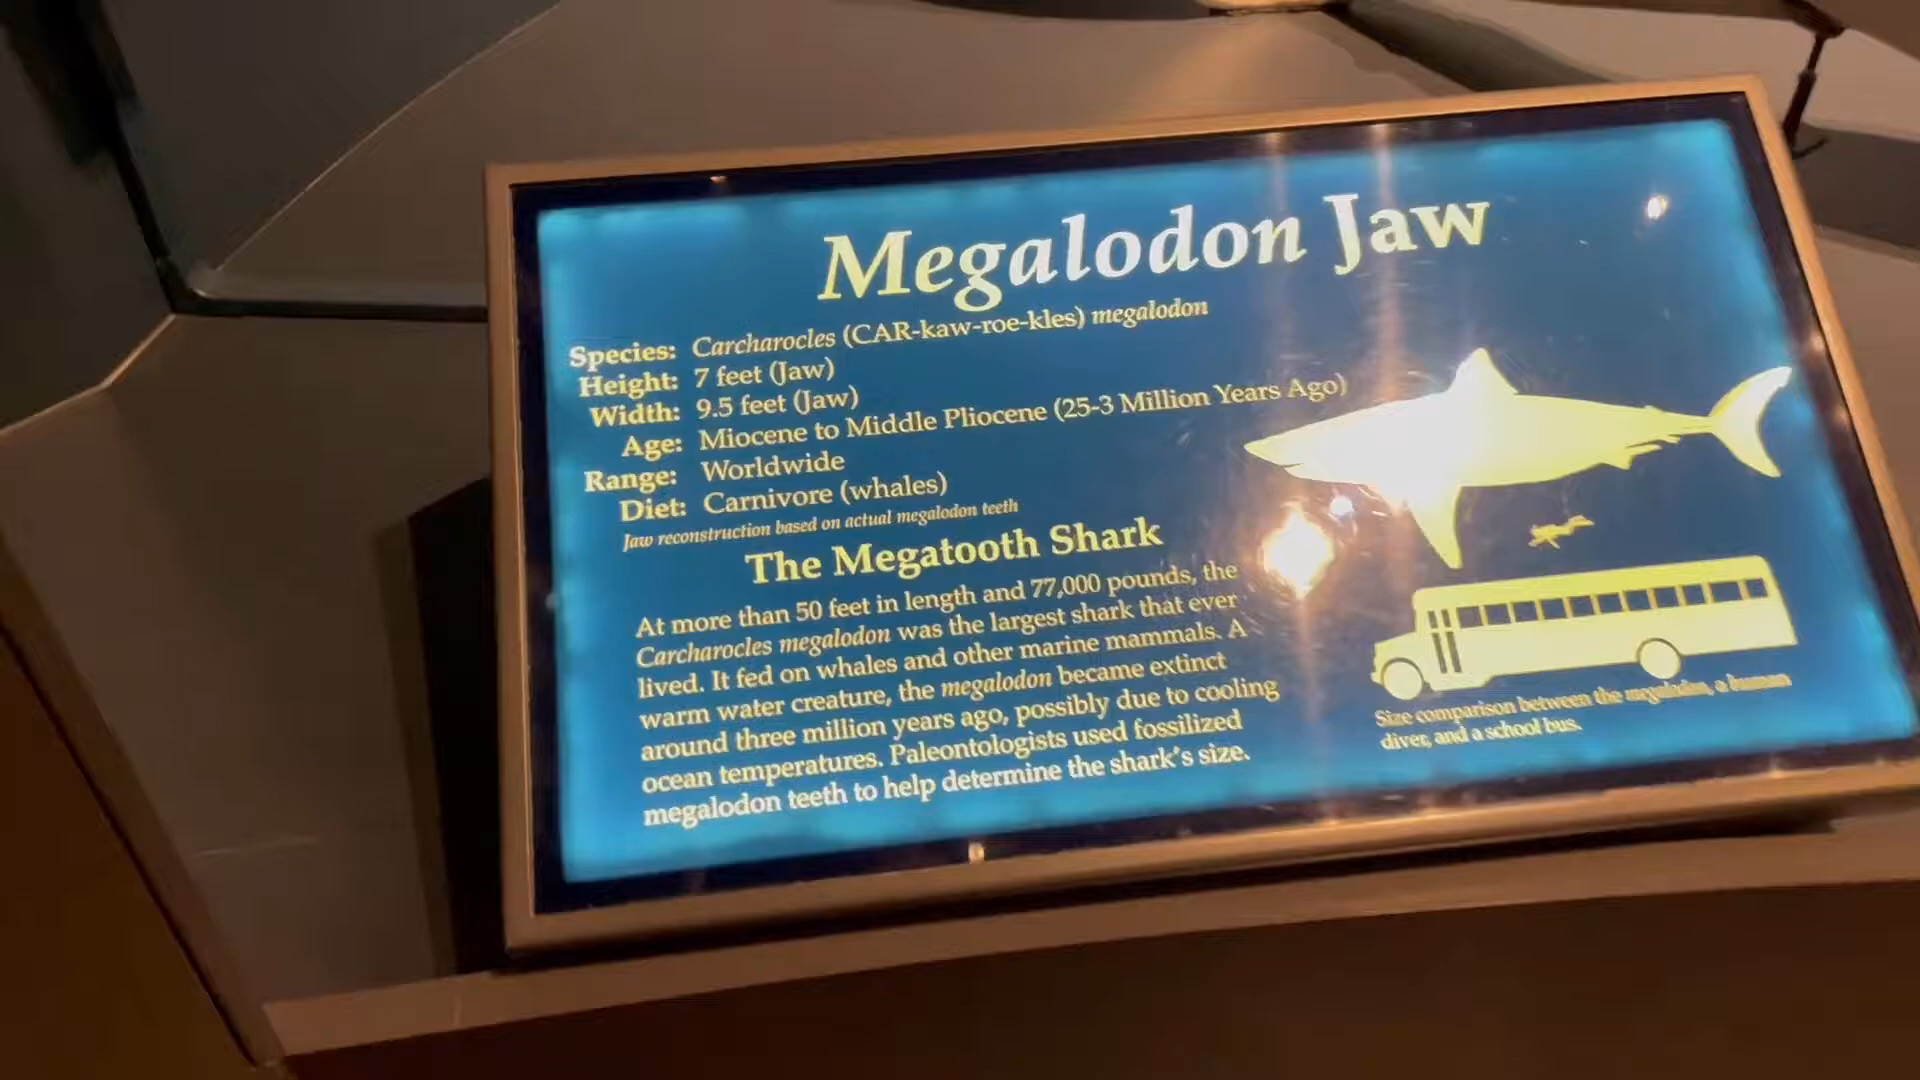 Megalodon Jaw
Species: Carcharocles (CAR-kaw-roe-kles) megalodon
Height: 7 feet (Jaw)
Width: 9.5 feet (Jaw)
Age: Miocene to Middle Pliocene (25-3 Million Years Ago)
Range: Worldwide
Diet: Carnivore (whales)
Jaw reconstruction based on actual megalodon teeth
The Megatooth Shark
At more than 50 feet in length and 77,000 pounds, the
Carcharocles megalodon was the largest shark that ever
lived. It fed on whales and other marine mammals. A
warm water creature, the megalodon became extinct
around three million years ago, possibly due to cooling
ocean temperatures. Paleontologists used fossilized
megalodon teeth to help determine the shark's size.
Size comparison between the megalodon, a human
diver, and a school bus.